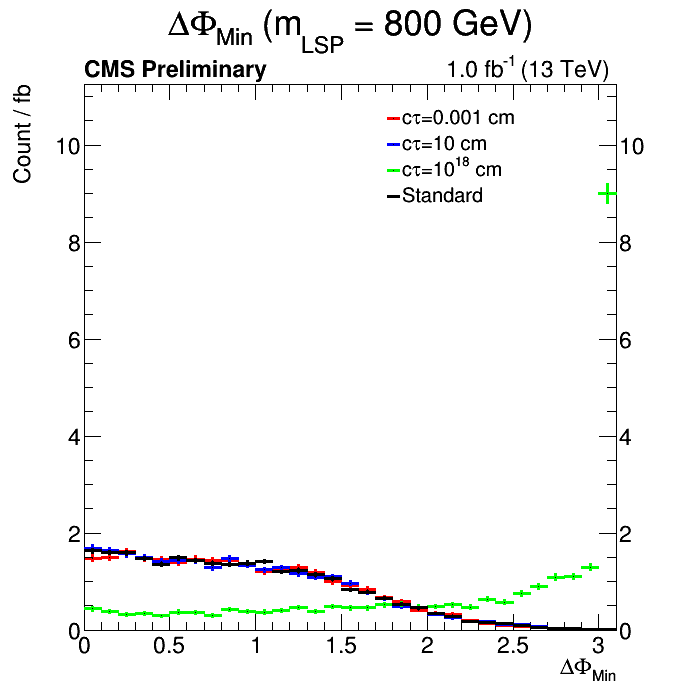 ΔΦMin (mLSP = 800 GeV)
CMS Preliminary 1.0 fb-1 (13 TeV)
Count / fb
cτ=0.001 cm
cτ=10 cm
cτ=10^18 cm
Standard
10 10
8 8
6 6
4 4
2 2
0 0
0 0.5 1 1.5 2 2.5 3
ΔΦMin